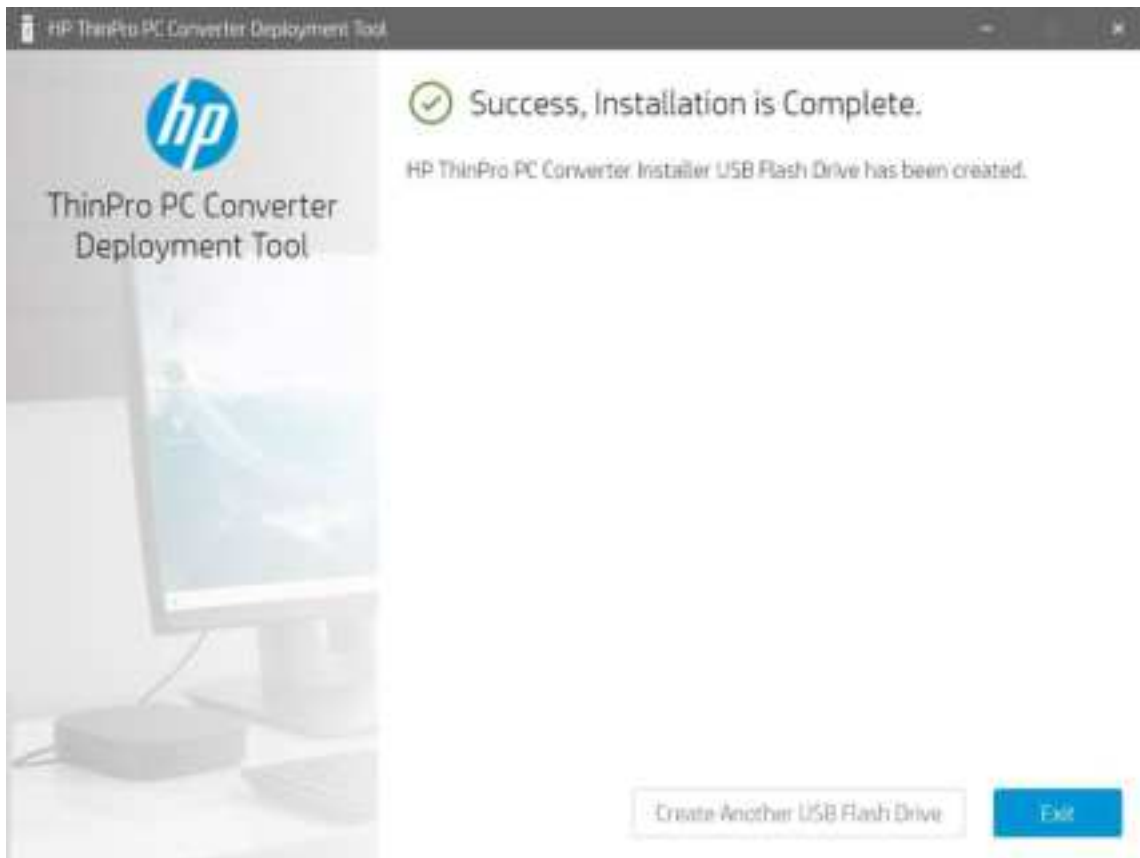 HP ThinPro PC Converter Deployment Tool
hp
ThinPro PC Converter
Deployment Tool
Success, Installation is Complete.
HP ThinPro PC Converter Installer USB Flash Drive has been created.
Create Another USB Flash Drive
Exit